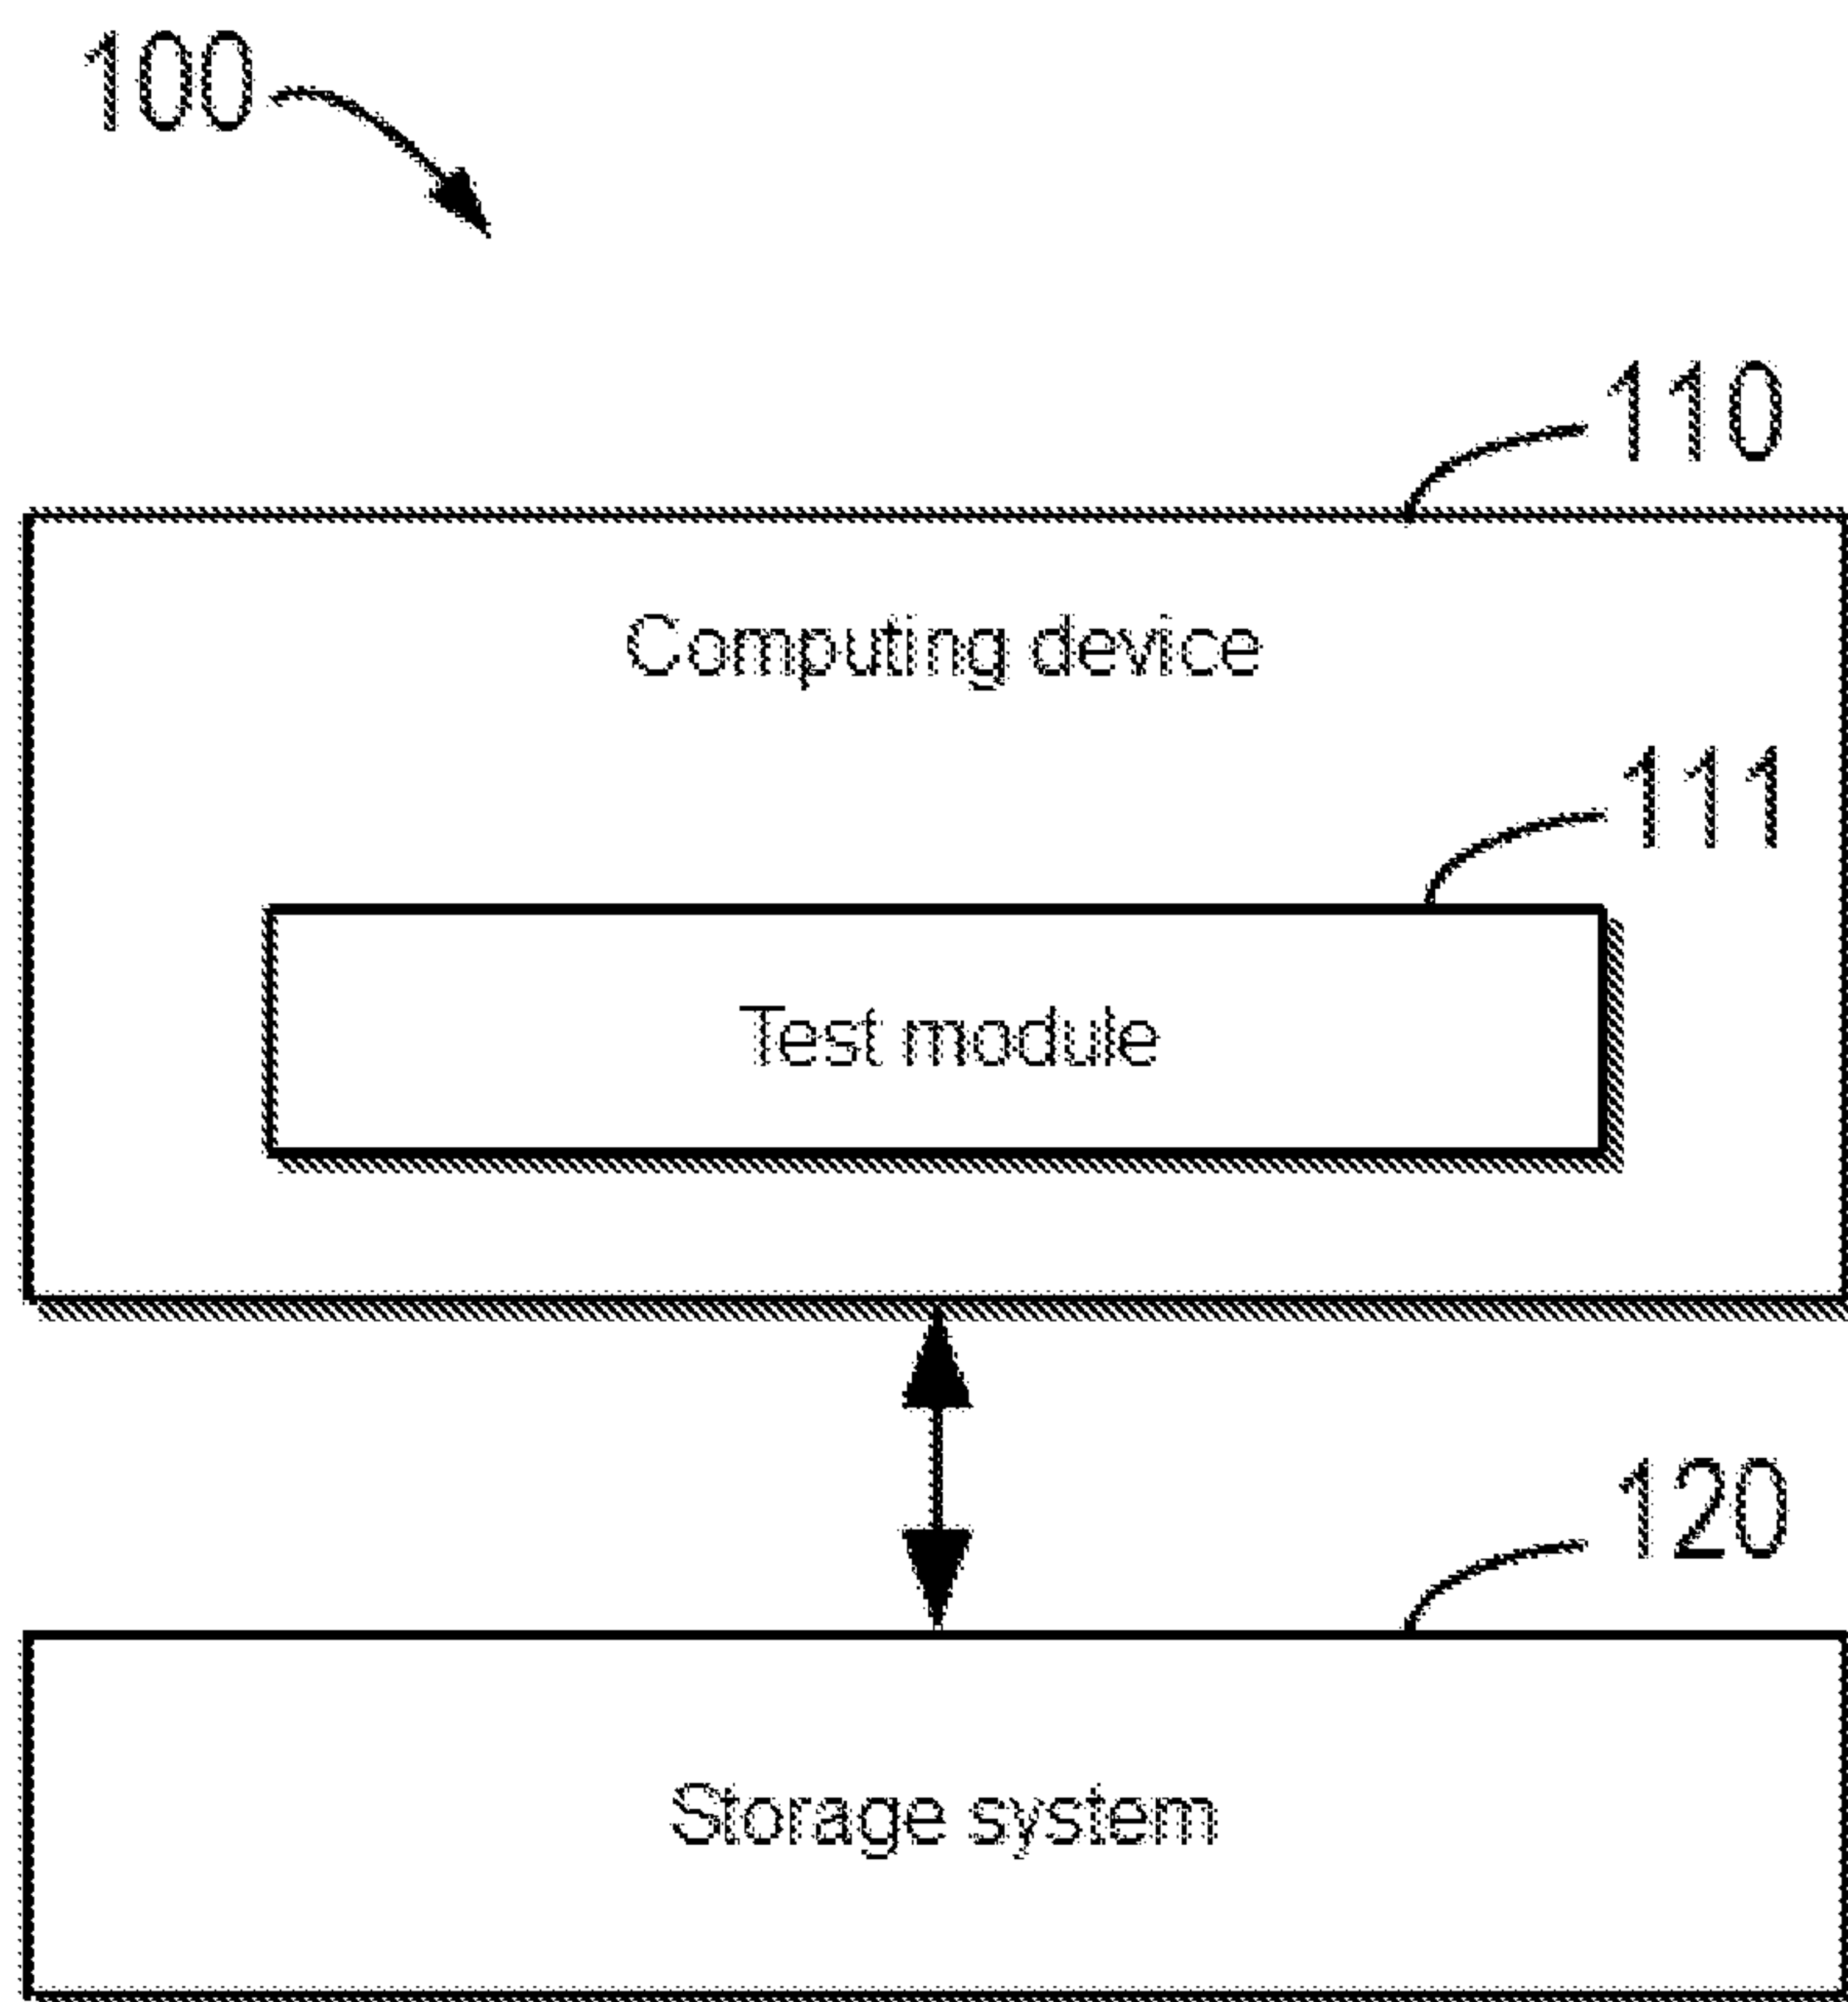 100
110
Computing device
111
Test module
120
Storage system